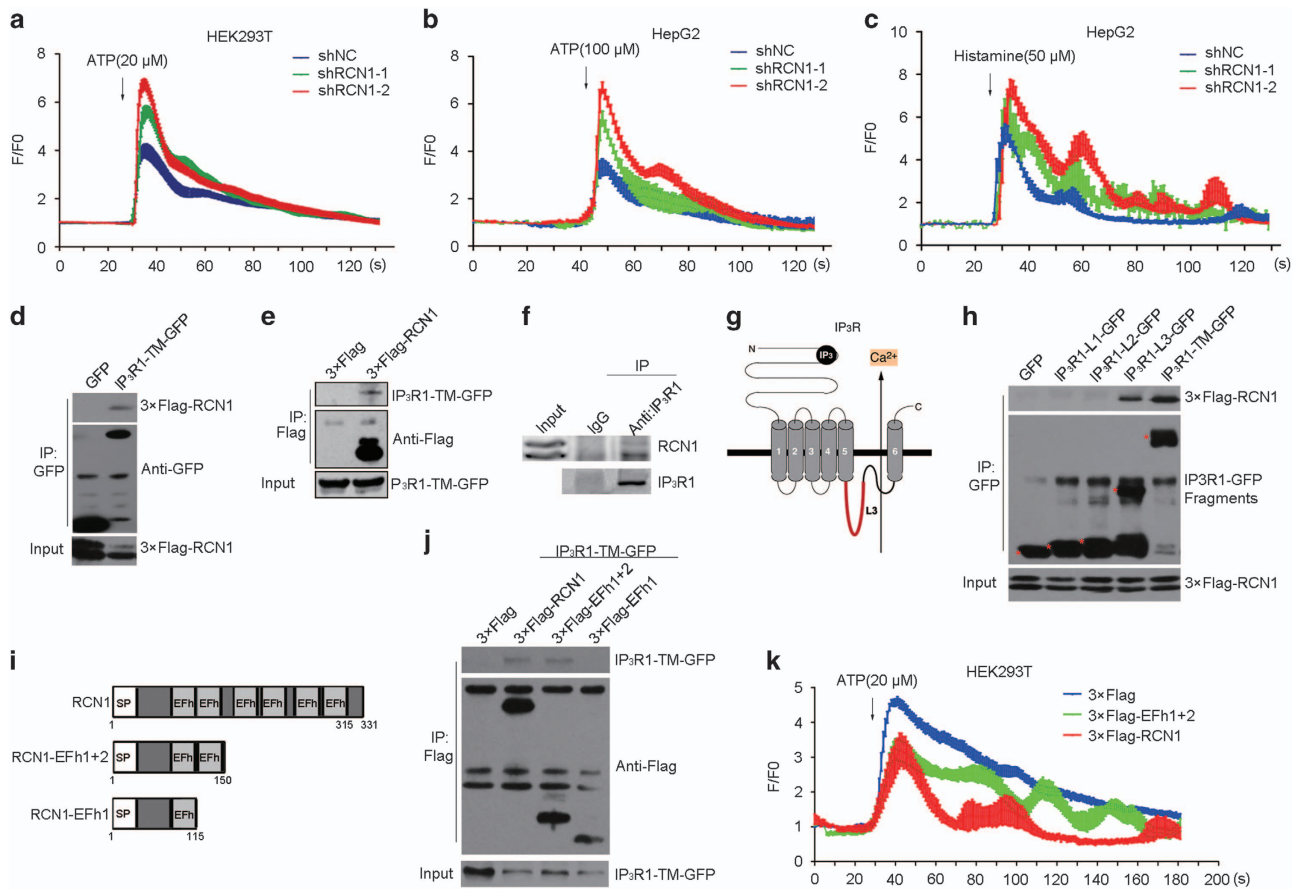 a
HEK293T
ATP(20 µM)
shNC
shRCN1-1
shRCN1-2
F/F0
8
6
4
2
0
0 20 40 60 80 100 120 (s)
b
HepG2
ATP(100 µM)
shNC
shRCN1-1
shRCN1-2
F/F0
8
6
4
2
0
0 20 40 60 80 100 120 (s)
c
HepG2
Histamine(50 µM)
shNC
shRCN1-1
shRCN1-2
F/F0
10
8
6
4
2
0
0 20 40 60 80 100 120 (s)
d
GFP
IP3R1-TM-GFP
IP:
GFP
3×Flag-RCN1
Anti-GFP
Input
3×Flag-RCN1
e
3×Flag
3×Flag-RCN1
IP:
Flag
IP3R1-TM-GFP
Anti-Flag
Input
P3R1-TM-GFP
f
IP
Input
IgG
Anti:IP3R1
RCN1
IP3R1
g
IP3R
N
IP3
Ca2+
C
1 2 3 4 5 6
L3
h
GFP
IP3R1-L1-GFP
IP3R1-L2-GFP
IP3R1-L3-GFP
IP3R1-TM-GFP
3×Flag-RCN1
IP:
GFP
IP3R1-GFP
Fragments
Input
3×Flag-RCN1
i
RCN1
SP EFh EFh EFh EFh EFh EFh
1 315 331
RCN1-EFh1+2
SP EFh EFh
1 150
RCN1-EFh1
SP EFh
1 115
j
IP3R1-TM-GFP
3×Flag
3×Flag-RCN1
3×Flag-EFh1+2
3×Flag-EFh1
IP3R1-TM-GFP
IP:
Flag
Anti-Flag
Input
IP3R1-TM-GFP
k
HEK293T
ATP(20 µM)
3×Flag
3×Flag-EFh1+2
3×Flag-RCN1
F/F0
5
4
3
2
1
0
0 20 40 60 80 100 120 140 160 180 200 (s)